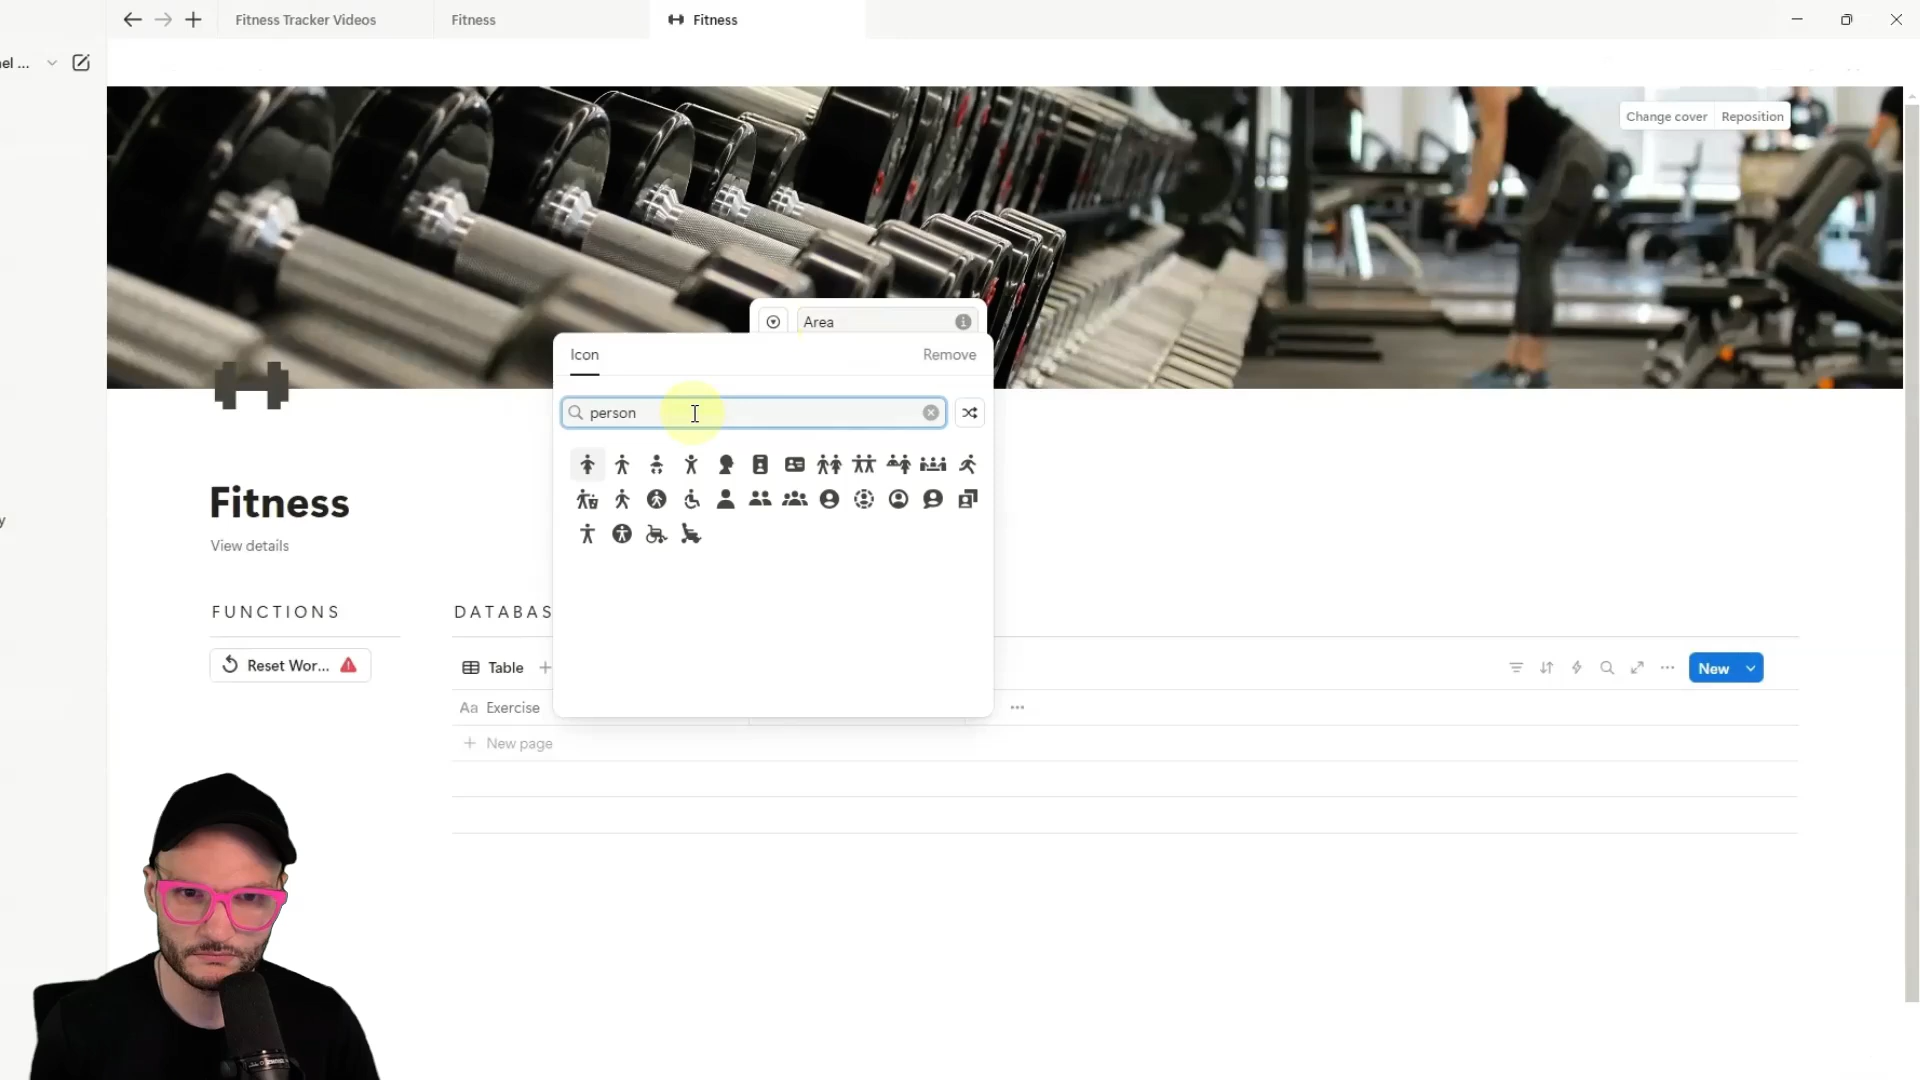 Fitness Tracker Videos
Fitness
Fitness
el ...
Change cover
Reposition
Area
Icon
Remove
person
Fitness
View details
y
FUNCTIONS
DATABAS
Reset Wor...
Table
New
Aa Exercise
New page